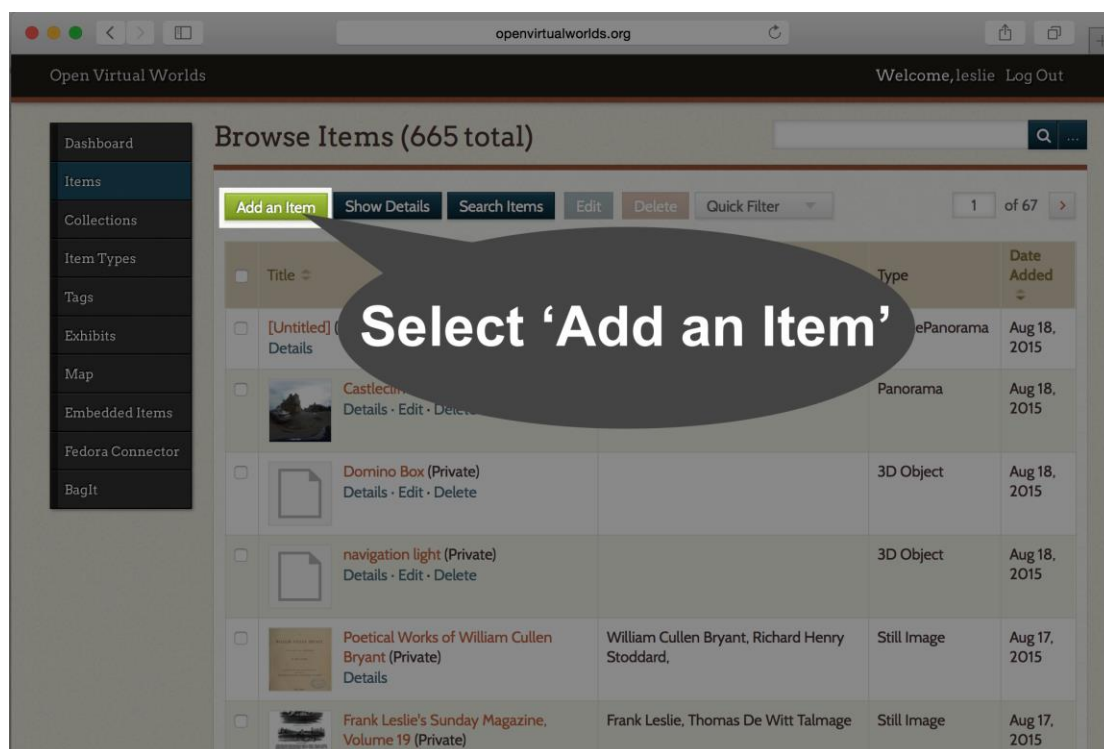 openvirtualworlds.org
Open Virtual Worlds
Welcome, leslie Log Out
Dashboard
Items
Collections
Item Types
Tags
Exhibits
Map
Embedded Items
Fedora Connector
BagIt
Browse Items (665 total)
...
Add an Item Show Details Search Items Edit Delete Quick Filter 1 of 67 >
Select ‘Add an Item’
Title Type Date
Added
[Untitled] ( Panorama Aug 18,
Details 2015
Panorama Aug 18,
Details · Edit · Delete 2015
Domino Box (Private) 3D Object Aug 18,
Details · Edit · Delete 2015
navigation light (Private) 3D Object Aug 18,
Details · Edit · Delete 2015
Poetical Works of William Cullen William Cullen Bryant, Richard Henry Still Image Aug 17,
Bryant (Private) Stoddard, 2015
Details
Frank Leslie's Sunday Magazine, Frank Leslie, Thomas De Witt Talmage Still Image Aug 17,
Volume 19 (Private) 2015